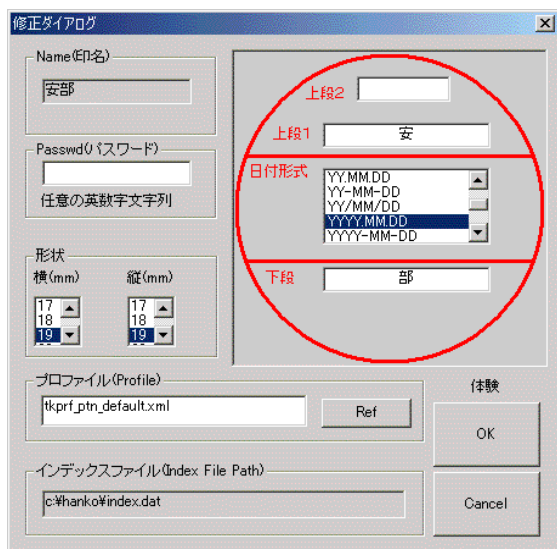 修正ダイアログ
Name(印名)
安部
Passwd(パスワード)
任意の英数字文字列
形状
横(mm)
縦(mm)
17
18
19
17
18
19
上段2
上段1
安
日付形式
YY.MM.DD
YY-MM-DD
YY/MM/DD
YYYY.MM.DD
YYYY-MM-DD
下段
部
プロファイル(Profile)
tkprf_ptn_default.xml
Ref
インデックスファイル(Index File Path)
c:¥hanko¥index.dat
体験
OK
Cancel